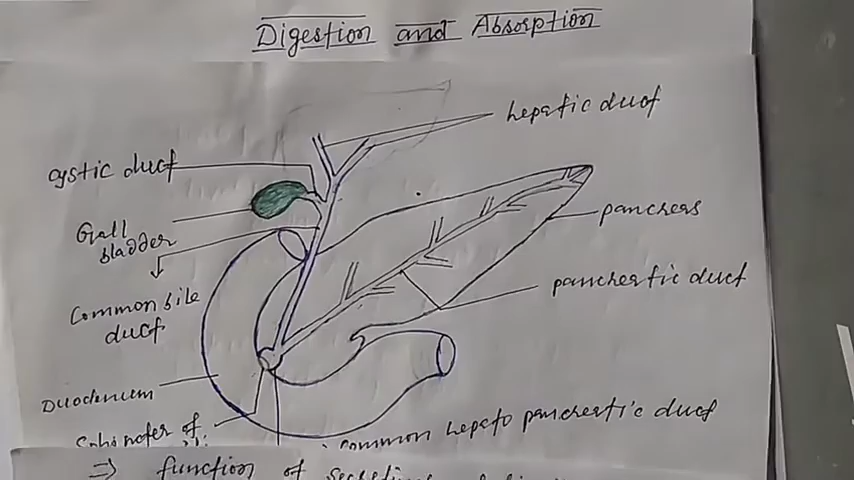 Digestion and Absorption
hepatic duct
cystic duct
Gall
bladder
pancreas
Common bile
duct
pancreatic duct
Duodenum
of
common hepato pancreatic duct
⇒ function of